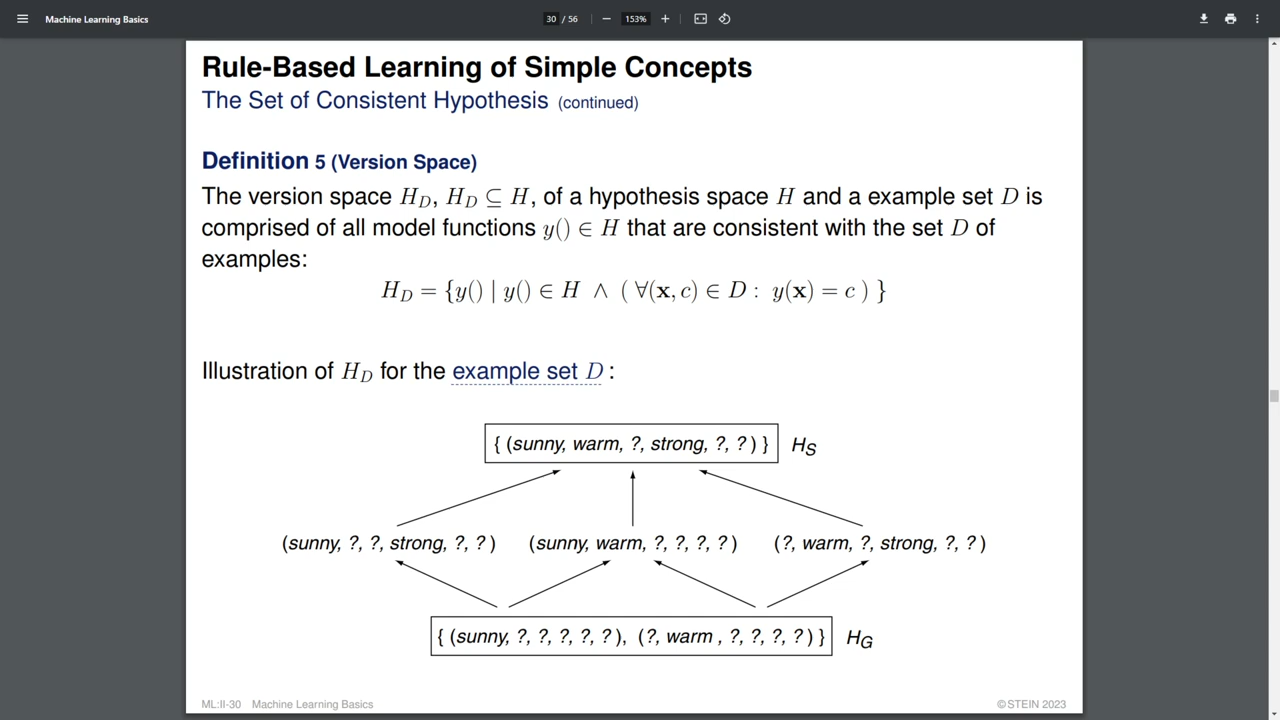 Machine Learning Basics
30 / 56
153%
Rule-Based Learning of Simple Concepts
The Set of Consistent Hypothesis (continued)
Definition 5 (Version Space)
The version space H_D, H_D ⊆ H, of a hypothesis space H and a example set D is
comprised of all model functions y() ∈ H that are consistent with the set D of
examples:
H_D = {y() | y() ∈ H ∧ ( ∀(x, c) ∈ D : y(x) = c ) }
Illustration of H_D for the example set D :
{ (sunny, warm, ?, strong, ?, ? ) } H_S
(sunny, ?, ?, strong, ?, ? ) (sunny, warm, ?, ?, ?, ? ) (?, warm, ?, strong, ?, ? )
{ (sunny, ?, ?, ?, ?, ? ), (?, warm , ?, ?, ?, ? ) } H_G
ML:II-30 Machine Learning Basics ©STEIN 2023